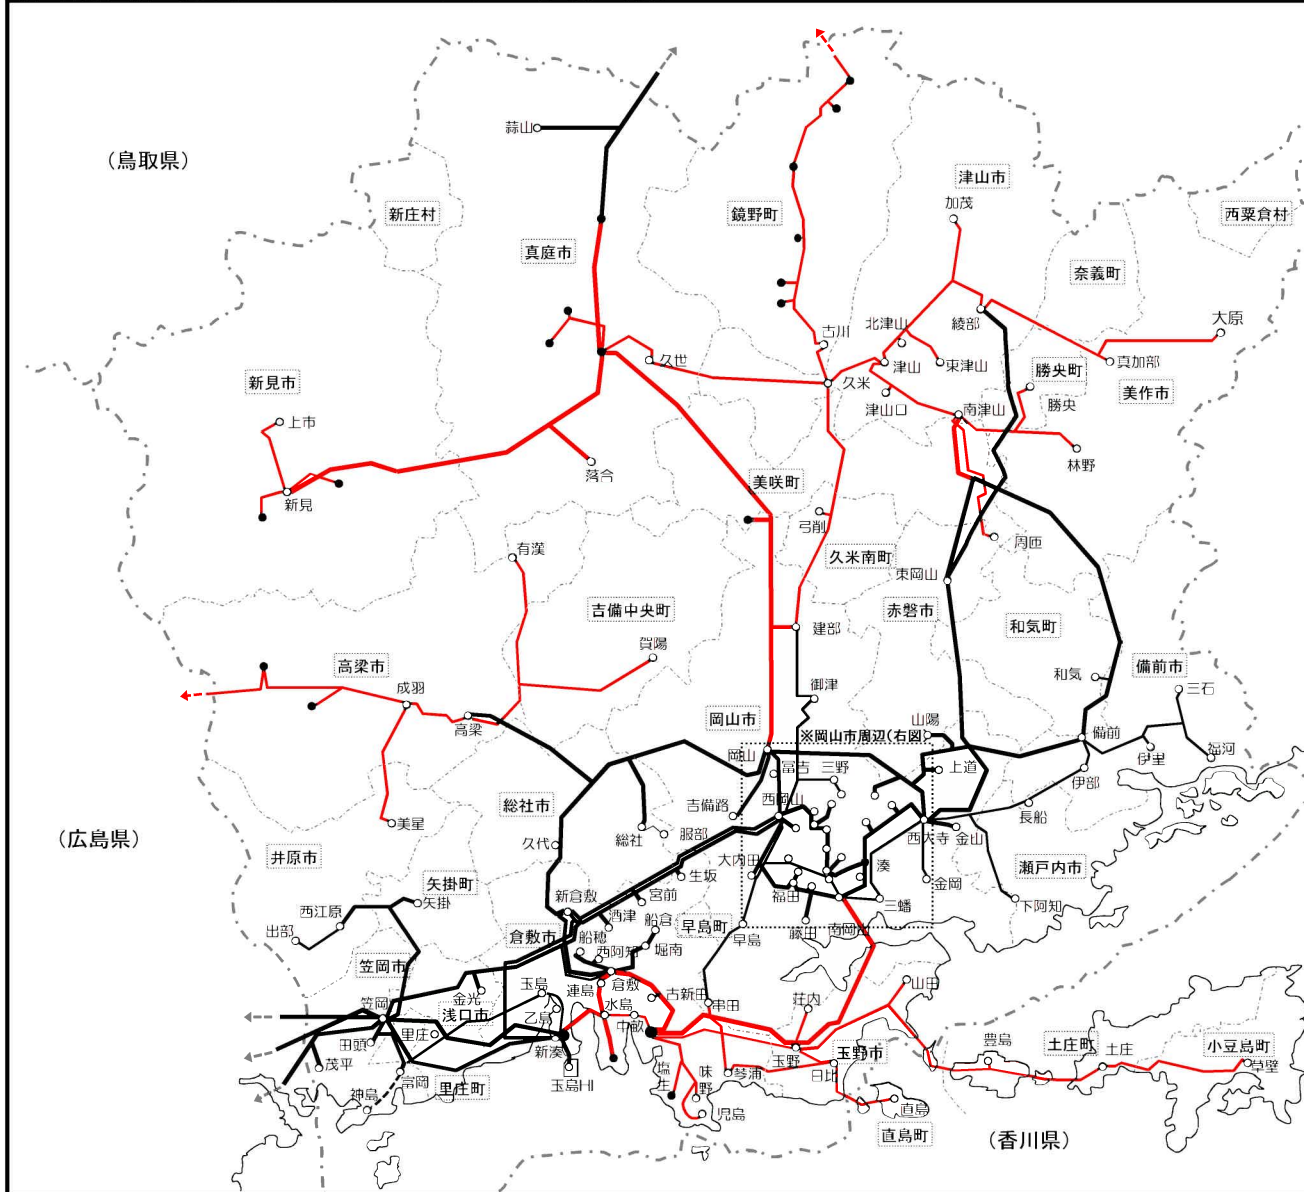 蒜山
(鳥取県)
津山市
加茂
新庄村
鏡野町
西粟倉村
真庭市
奈義町
北津山
綾部
大原
古川
久世
津山
東津山
真加部
新見市
久米
勝央町
美作市
津山口
勝央
上市
南津山
落合
林野
美咲町
新見
弓削
有漢
久米南町
周匝
東岡山
吉備中央町
赤磐市
建部
和気町
賀陽
高梁市
備前市
和気
成羽
御津
三石
高梁
岡山市
山陽
※岡山市周辺(右図)
備前
岡山
伊里
福河
冨吉
三野
上道
伊部
総社市
吉備路
西岡山
長船
美星
(広島県)
久代
総社
服部
西大寺
金山
井原市
大内田
湊
瀬戸内市
生坂
金岡
矢掛町
宮前
福田
矢掛
新倉敷
酒津
三蟠
下阿知
西江原
船倉
早島町
出部
倉敷市
早島
藤田
南岡山
船穂
西阿知
堀南
笠岡市
玉島
連島
倉敷
山田
金光
古新田
荘内
笠岡
浅口市
乙島
水島
串田
里庄
中畝
豊島
土庄町
小豆島町
田頭
新湊
玉野
玉野市
土庄
草壁
茂平
富岡
玉島HI
塩生
味野
琴浦
日比
神島
里庄町
児島
直島
直島町
(香川県)